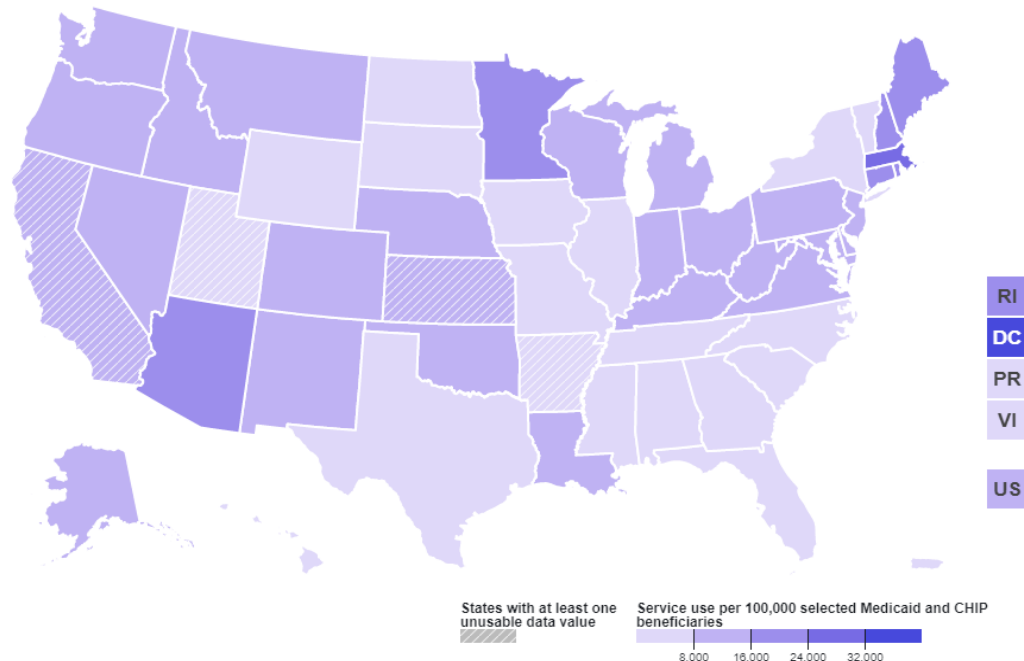 RI
DC
PR
VI
US
States with at least one
unusable data value
Service use per 100,000 selected Medicaid and CHIP
beneficiaries
8.000 16.000 24.000 32.000